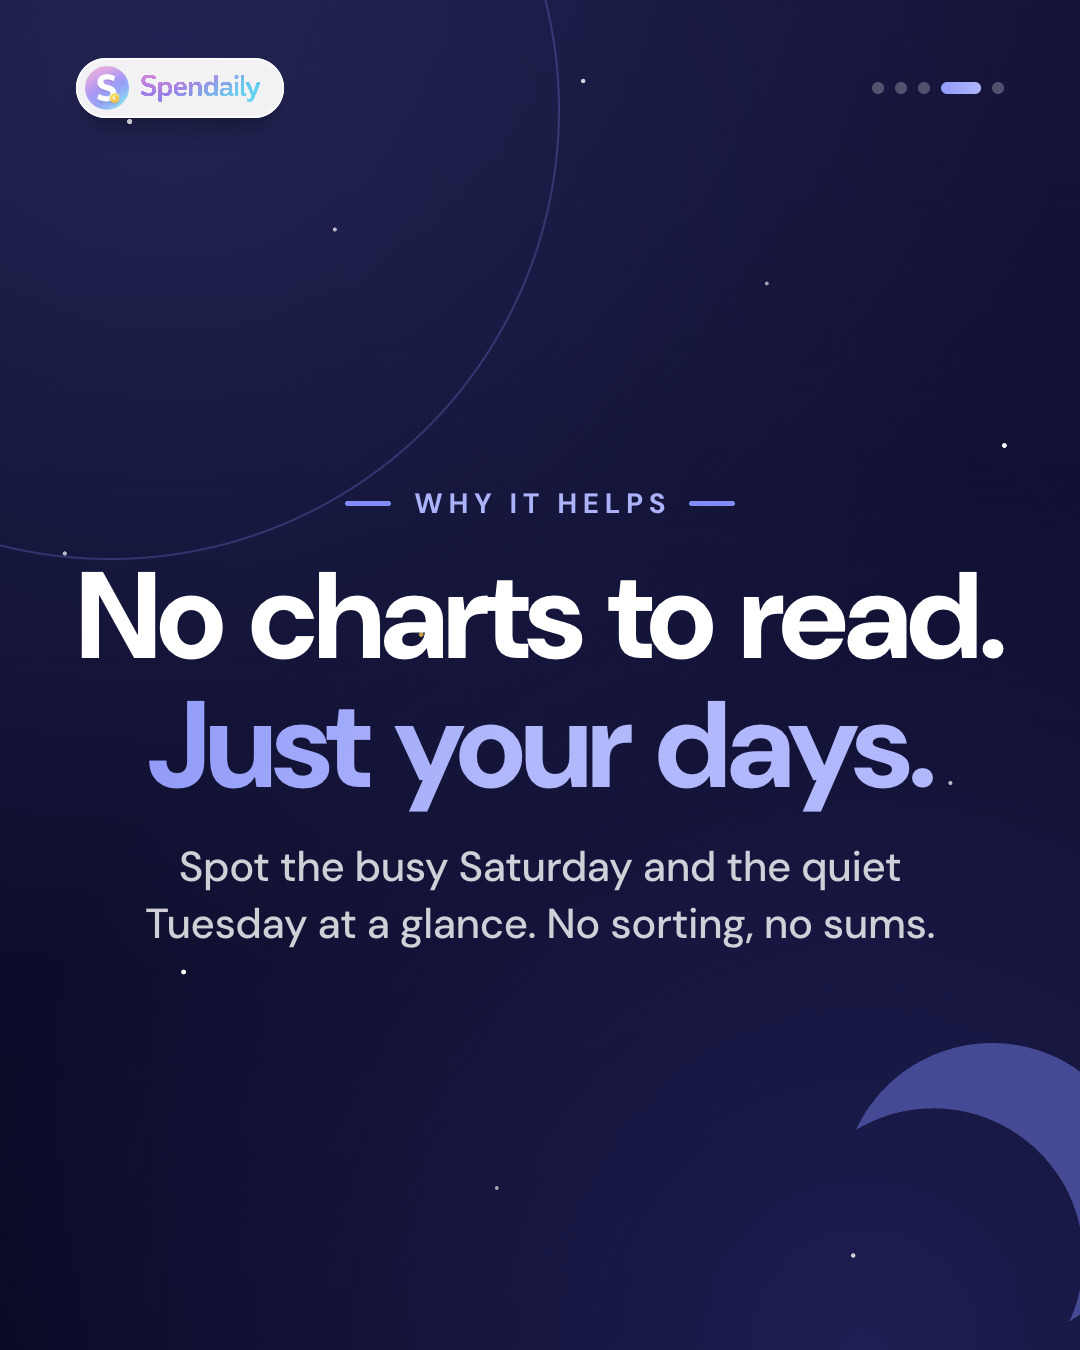 Spendaily
WHY IT HELPS
No charts to read.
Just your days.
Spot the busy Saturday and the quiet
Tuesday at a glance. No sorting, no sums.